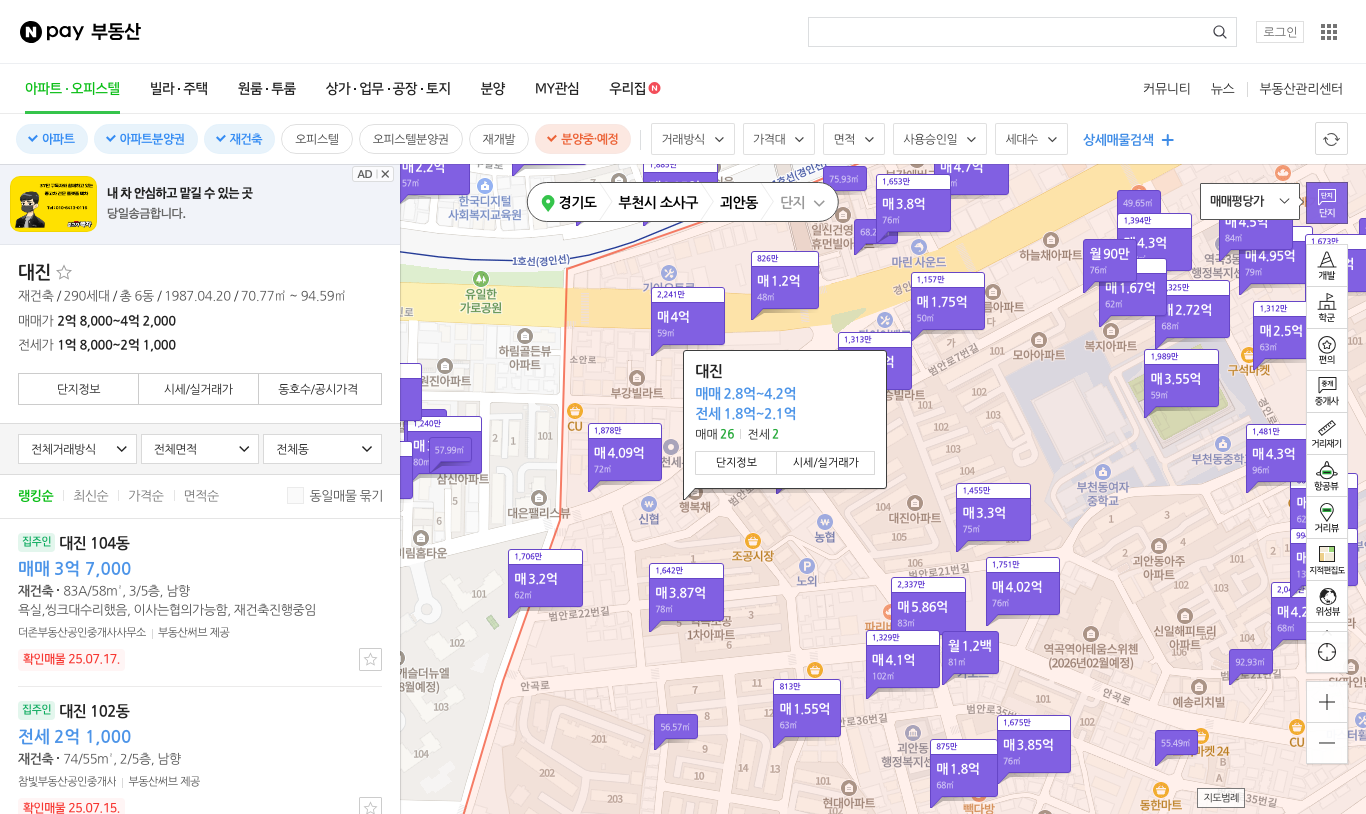 N pay 부동산
로그인
아파트 · 오피스텔
빌라 · 주택
원룸 · 투룸
상가 · 업무 · 공장 · 토지
분양
MY관심
우리집 N
커뮤니티
뉴스
부동산관리센터
아파트
아파트분양권
재건축
오피스텔
오피스텔분양권
재개발
분양중·예정
거래방식
가격대
면적
사용승인일
세대수
상세매물검색
AD
내 차 안심하고 맡길 수 있는 곳
당일송금합니다.
대진
재건축 / 290세대 / 총 6동 / 1987.04.20 / 70.77㎡ ~ 94.59㎡
매매가 2억 8,000~4억 2,000
전세가 1억 8,000~2억 1,000
단지정보
시세/실거래가
동호수/공시가격
전체거래방식
전체면적
전체동
랭킹순
최신순
가격순
면적순
동일매물 묶기
집주인 대진 104동
매매 3억 7,000
재건축 · 83A/58㎡, 3/5층, 남향
욕실,씽크대수리했음, 이사는협의가능함, 재건축진행중임
더존부동산공인중개사사무소
부동산써브 제공
확인매물 25.07.17.
집주인 대진 102동
전세 2억 1,000
재건축 · 74/55㎡, 2/5층, 남향
참빛부동산공인중개사
부동산써브 제공
확인매물 25.07.15.
경기도
부천시 소사구
괴안동
단지
매매평당가
단지
개발
학군
편의
중개
중개사
거리재기
항공뷰
거리뷰
지적편집도
위성뷰
지도범례
대진
매매 2.8억~4.2억
전세 1.8억~2.1억
매매 26
전세 2
단지정보
시세/실거래가
매2.2억
57㎡
한국디지털
사회복지교육원
1호선(경인선)
75.93㎡
1,653만
매3.8억
76㎡
매4.7억
49.65㎡
1,394만
매4.3억
월90만
76㎡
매4.5억
84㎡
매4.95억
79㎡
1,673만
826만
매1.2억
48㎡
마린 사운드
하늘채아파트
1,157만
매1.75억
50㎡
매1.67억
62㎡
매2.72억
68㎡
1,312만
매2.5억
63㎡
유일한
가로공원
2,241만
매4억
59㎡
1,313만
하림골든뷰
아파트
소안로
부강빌라트
모아아파트
복지아파트
1,989만
매3.55억
59㎡
구석마켓
범안로7번길
CU
1,240만
57.99㎡
삼신아파트
1,878만
매4.09억
72㎡
1,481만
매4.3억
96㎡
부천동중학교
부천동여자
중학교
대은팰리스뷰
신협
행복채
조공시장
농협
노외
대진아파트
1,455만
매3.3억
75㎡
괴안동아주
아파트
1,706만
매3.2억
62㎡
1,642만
매3.87억
78㎡
1차아파트
범안로22번길
범안로21번길
2,337만
매5.86억
83㎡
1,751만
매4.02억
76㎡
1,329만
매4.1억
102㎡
월1.2백
81㎡
역곡역아테움스위첸
(2026년02월예정)
신일해피트리
아파트
92.93㎡
예송리치빌
안곡로
안곡로
813만
매1.55억
63㎡
56.57㎡
범안로36번길
1,675만
매3.85억
76㎡
875만
매1.8억
68㎡
55.49㎡
현대아파트
빽다방
동한마트
CU